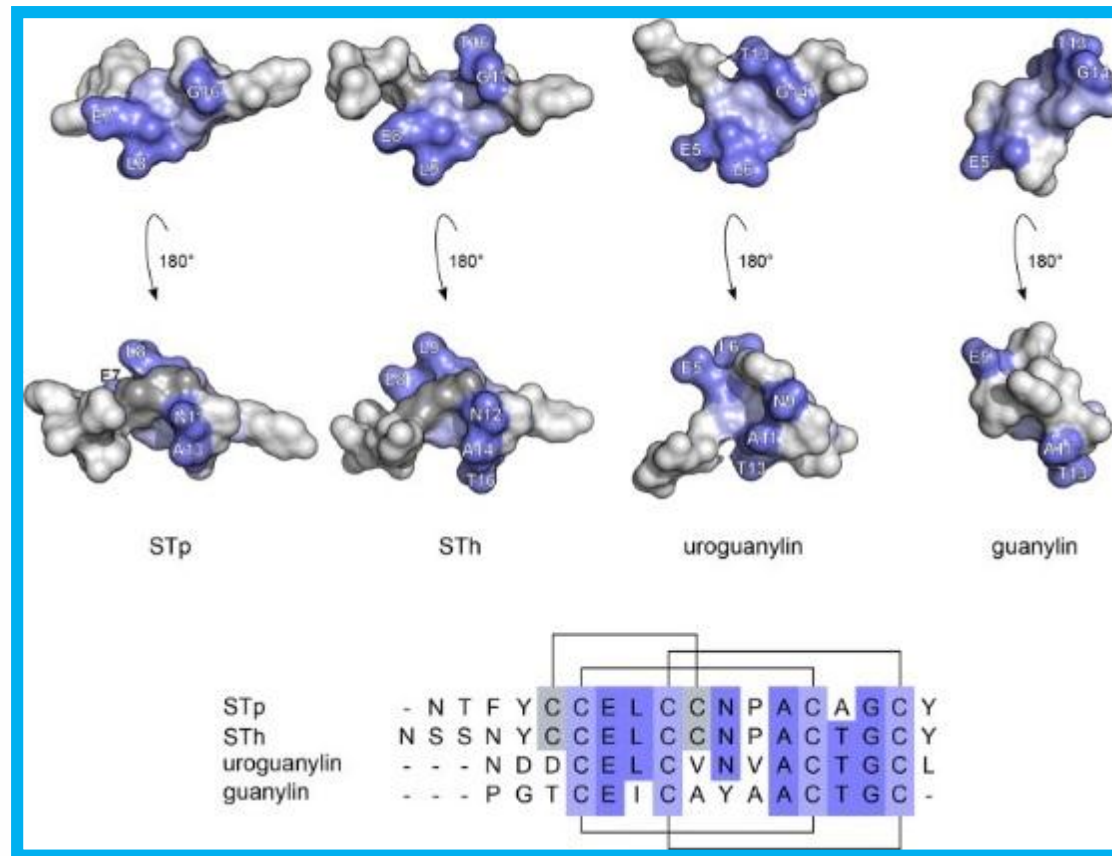 T16 T13 T13
G16 G17 G14 G14
E7 E8 E5 E5
L8 L9 L6
180° 180° 180° 180°
L8 L9 L6 E5
E7 E8 E5
N11 N12 N9
A13 A14 A11 A11
T16 T13 T13
STp STh uroguanylin guanylin
STp - N T F Y C C E L C C N P A C A G C Y
STh N S S N Y C C E L C C N P A C T G C Y
uroguanylin - - - N D D C E L C V N V A C T G C L
guanylin - - - P G T C E I C A Y A A C T G C -